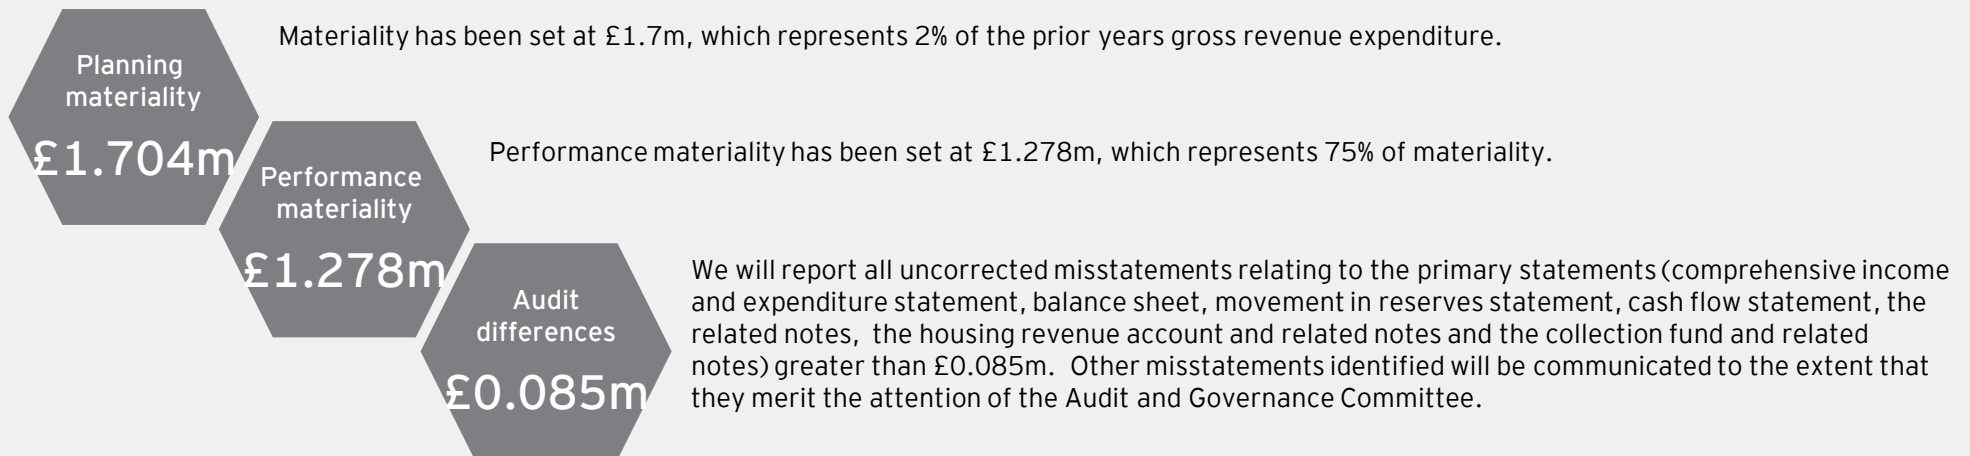 Materiality has been set at £1.7m, which represents 2% of the prior years gross revenue expenditure.
Planning
materiality
£1.704m
Performance materiality has been set at £1.278m, which represents 75% of materiality.
Performance
materiality
£1.278m
We will report all uncorrected misstatements relating to the primary statements (comprehensive income
and expenditure statement, balance sheet, movement in reserves statement, cash flow statement, the
related notes, the housing revenue account and related notes and the collection fund and related
notes) greater than £0.085m. Other misstatements identified will be communicated to the extent that
they merit the attention of the Audit and Governance Committee.
Audit
differences
£0.085m